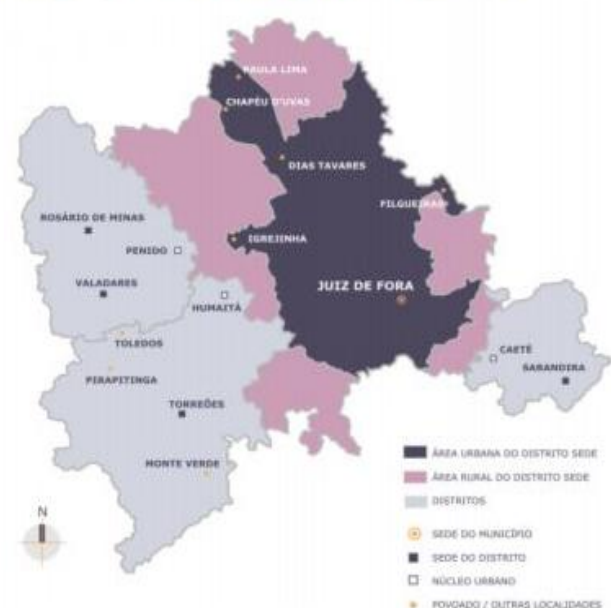 PAULA LIMA
CHAPÉU D'UVAS
DIAS TAVARES
FILGUEIRAS
ROSÁRIO DE MINAS
IGREJINHA
PENIDO
VALADARES
JUIZ DE FORA
HUMAITÁ
TOLEDOS
CAETÉ
PIRAPITINGA
SARANDIRA
TORREÕES
MONTE VERDE
N
ÁREA URBANA DO DISTRITO SEDE
ÁREA RURAL DO DISTRITO SEDE
DISTRITOS
SEDE DO MUNICÍPIO
SEDE DO DISTRITO
NÚCLEO URBANO
POVOADO / OUTRAS LOCALIDADES